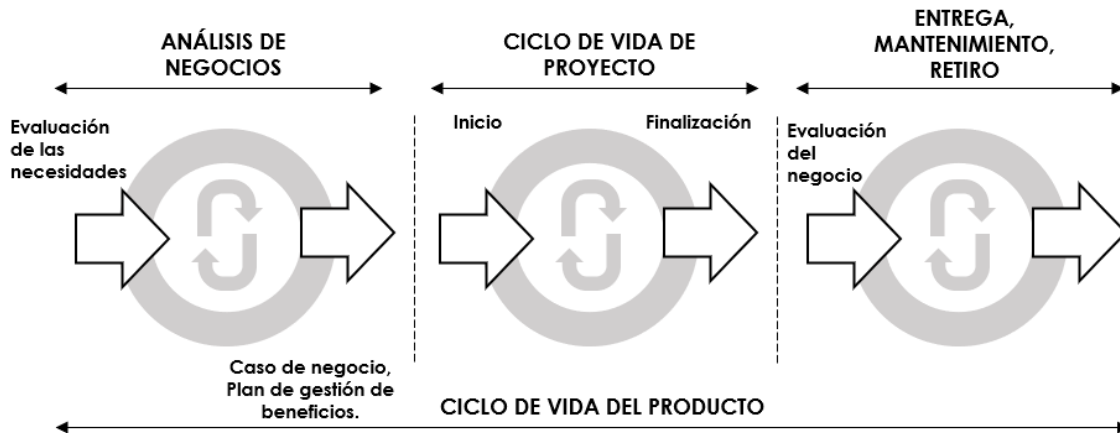 ANÁLISIS DE
NEGOCIOS
CICLO DE VIDA DE
PROYECTO
ENTREGA,
MANTENIMIENTO,
RETIRO
Evaluación
de las
necesidades
Inicio
Finalización
Evaluación
del
negocio
Caso de negocio,
Plan de gestión de
beneficios.
CICLO DE VIDA DEL PRODUCTO